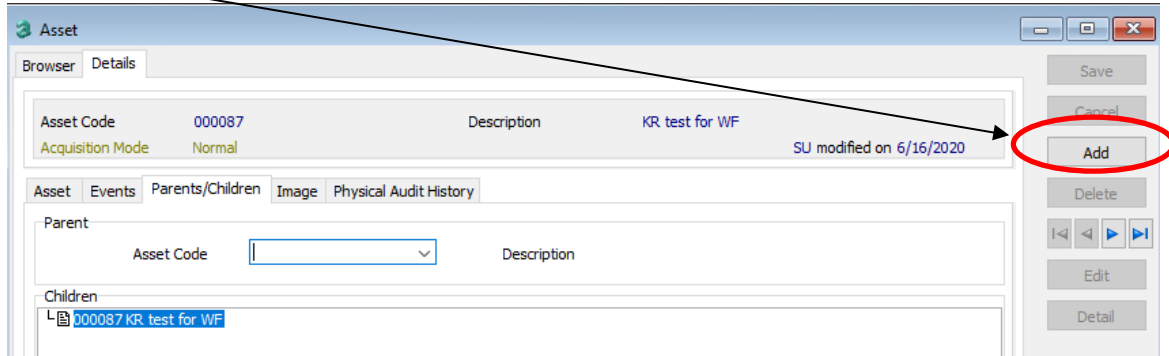 Asset
Browser Details
Save
Asset Code 000087 Description KR test for WF
Cancel
Acquisition Mode Normal SU modified on 6/16/2020
Add
Asset Events Parents/Children Image Physical Audit History
Delete
Parent
Asset Code Description
Edit
Children
000087 KR test for WF
Detail